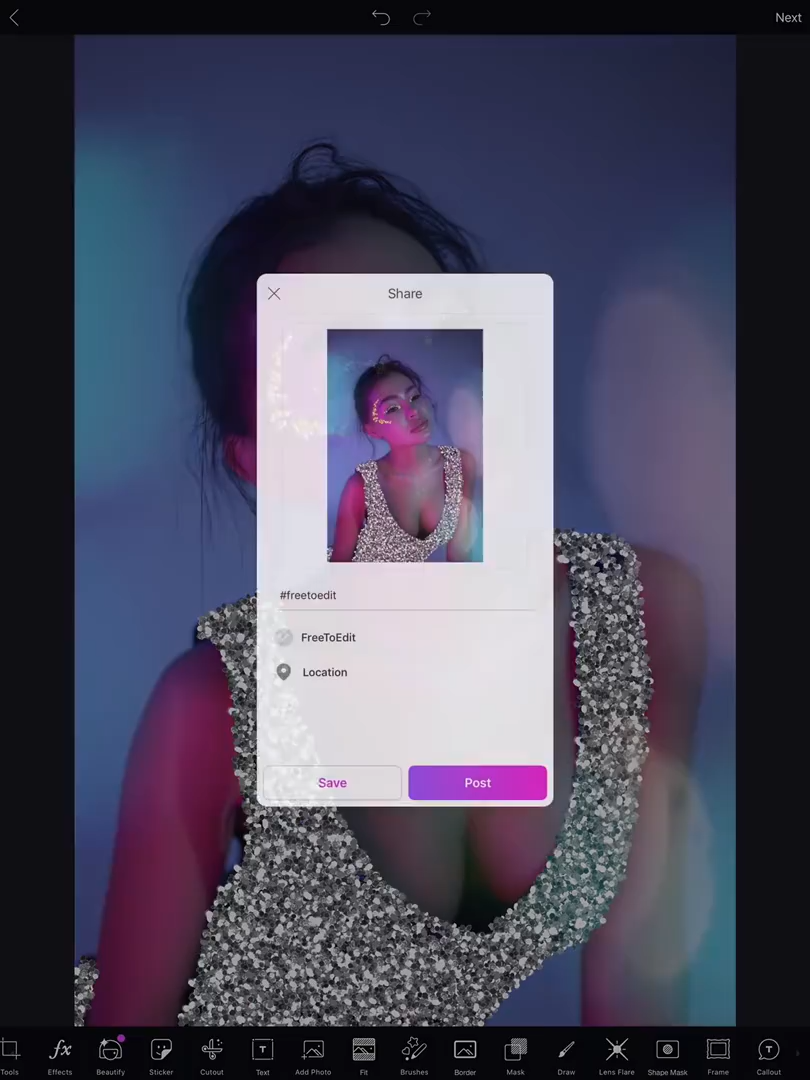 Next
Share
#freetoedit
FreeToEdit
Location
Save
Post
Tools
fx
Effects
Beautify
Sticker
Cutout
T
Text
Add Photo
Fit
Brushes
Border
Mask
Draw
Lens Flare
Shape Mask
Frame
T
Callout